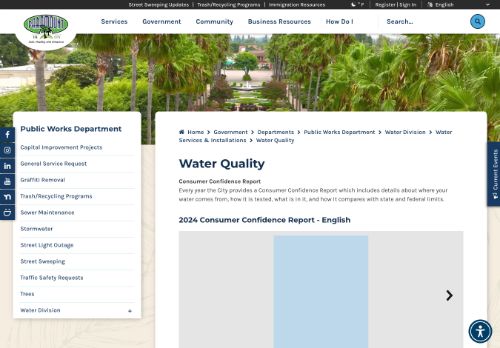 Street Sweeping Updates | Trash/Recycling Programs | Immigration Resources
°F | Register | Sign In | English
PARAMOUNT
Services Government Community Business Resources How Do I Search...
Public Works Department
Capital Improvement Projects
General Service Request
Graffiti Removal
Trash/Recycling Programs
Sewer Maintenance
Stormwater
Street Light Outage
Street Sweeping
Traffic Safety Requests
Trees
Water Division +
Home > Government > Departments > Public Works Department > Water Division > Water
Services & Installations > Water Quality
Water Quality
Consumer Confidence Report
Every year the City provides a Consumer Confidence Report which includes details about where your
water comes from, how it is tested, what is in it, and how it compares with state and federal limits.
2024 Consumer Confidence Report - English
Current Events